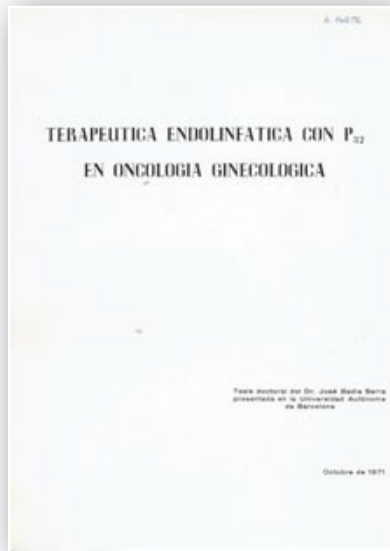 TERAPEUTICA ENDOLINFATICA CON P₃₂
EN ONCOLOGIA GINECOLOGICA
Tesis doctoral del Dr. José Badia Serra
presentada en la Universidad Autónoma
de Barcelona
Octubre de 1971